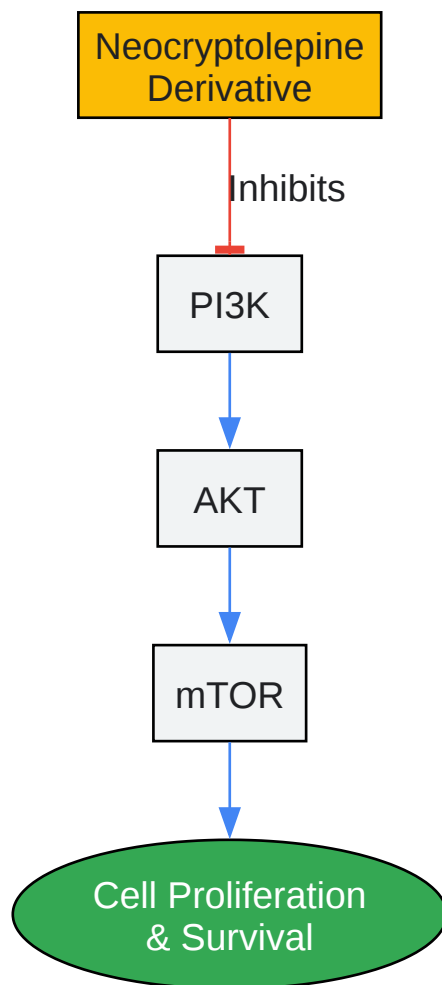 Neocryptolepine
Derivative
Inhibits
PI3K
AKT
mTOR
Cell Proliferation
& Survival